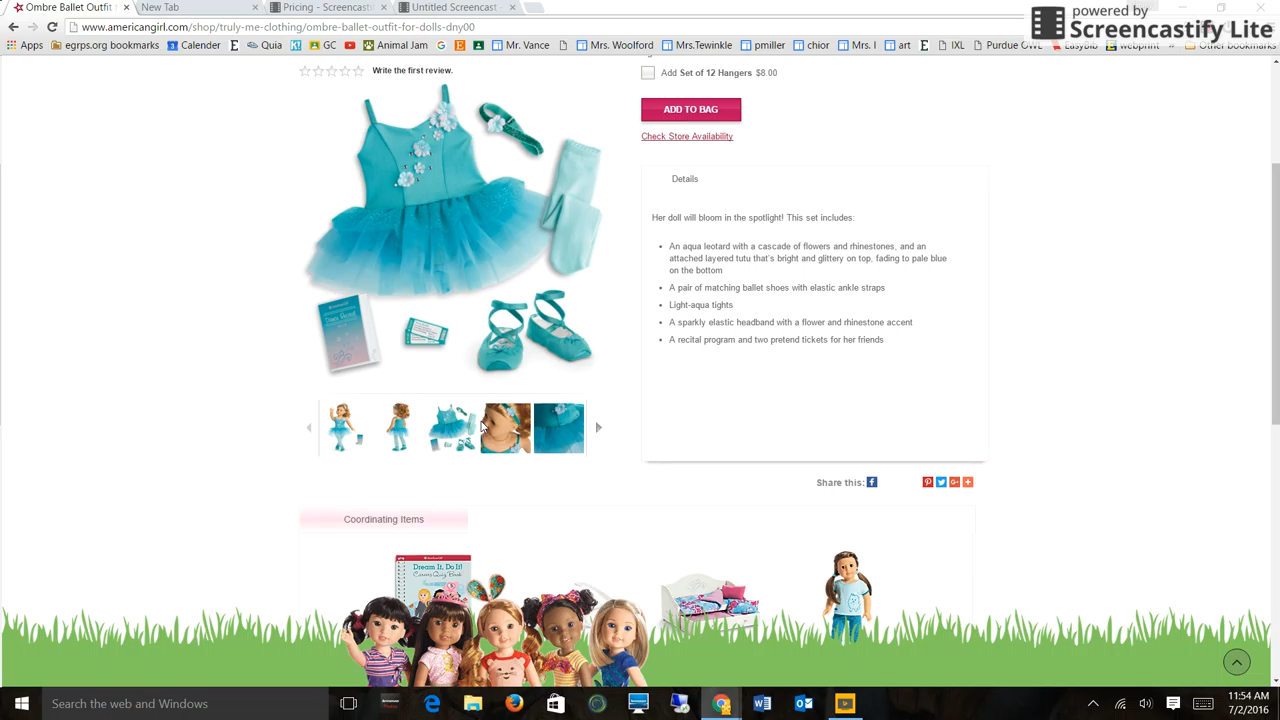 Ombre Ballet Outfit for
New Tab
Pricing - Screencastify
Untitled Screencast
powered by
Screencastify Lite
www.americangirl.com/shop/truly-me-clothing/ombre-ballet-outfit-for-dolls-dny00
Apps
egrps.org bookmarks
Calendar
Ely-me - Art
Quia
GC
Animal Jam
Mr. Vance
Mrs. Woolford
Mrs.Tewinkle
pmiller
chior
Mrs. W
art
IXL
Purdue OWL
Easybib
webprint
Other bookmarks
Write the first review.
Add Set of 12 Hangers $8.00
ADD TO BAG
Check Store Availability
Details
Her doll will bloom in the spotlight! This set includes:
• An aqua leotard with a cascade of flowers and rhinestones, and an
attached layered tutu that's bright and glittery on top, fading to pale blue
on the bottom
• A pair of matching ballet shoes with elastic ankle straps
• Light-aqua tights
• A sparkly elastic headband with a flower and rhinestone accent
• A recital program and two pretend tickets for her friends
Share this:
Coordinating Items
Dream It, Do It!
Search the web and Windows
11:54 AM
7/2/2016